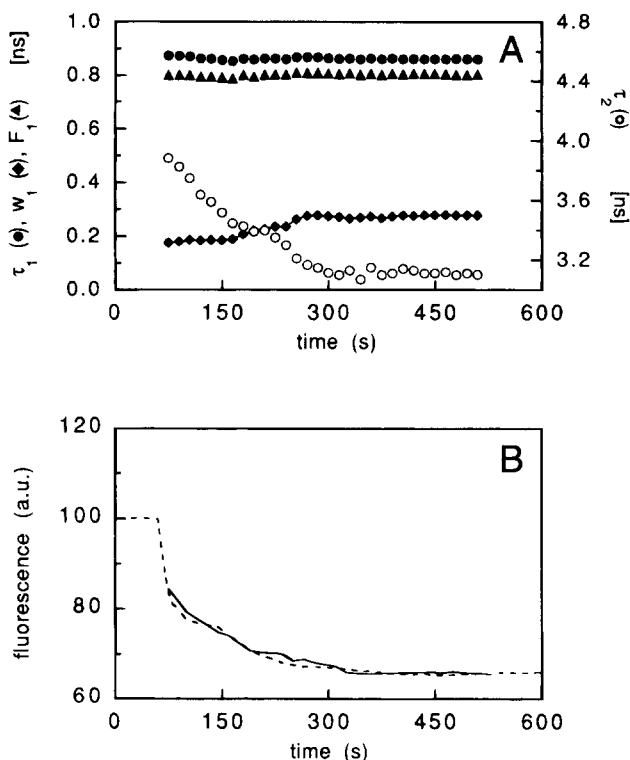 A
τ1 (●), w1 (◆), F1(▲) [ns]
1.0
0.8
0.6
0.4
0.2
0.0
4.8
4.4
4.0
3.6
3.2
τ2(o) [ns]
0 150 300 450 600
time (s)
B
fluorescence (a.u.)
120
100
80
60
0 150 300 450 600
time (s)